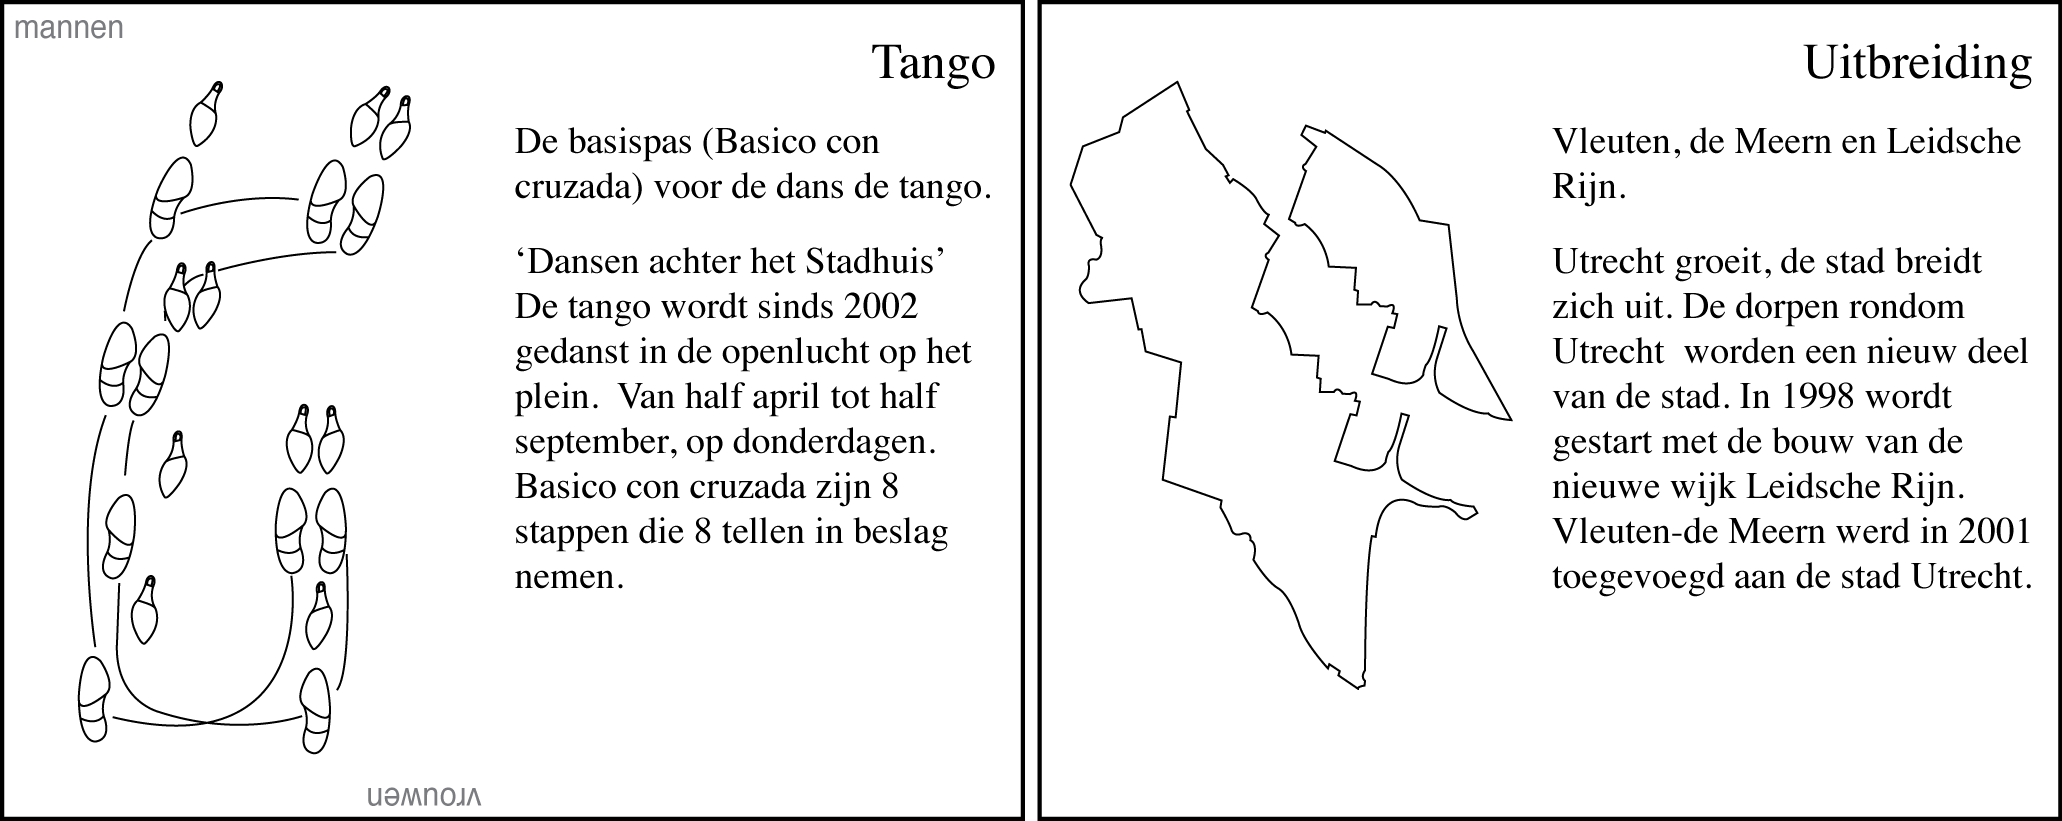 mannen
Tango
De basispas (Basico con
cruzada) voor de dans de tango.
‘Dansen achter het Stadhuis’
De tango wordt sinds 2002
gedanst in de openlucht op het
plein.  Van half april tot half
september, op donderdagen.
Basico con cruzada zijn 8
stappen die 8 tellen in beslag
nemen.
vrouwen
Uitbreiding
Vleuten, de Meern en Leidsche
Rijn.
Utrecht groeit, de stad breidt
zich uit. De dorpen rondom
Utrecht  worden een nieuw deel
van de stad. In 1998 wordt
gestart met de bouw van de
nieuwe wijk Leidsche Rijn.
Vleuten-de Meern werd in 2001
toegevoegd aan de stad Utrecht.